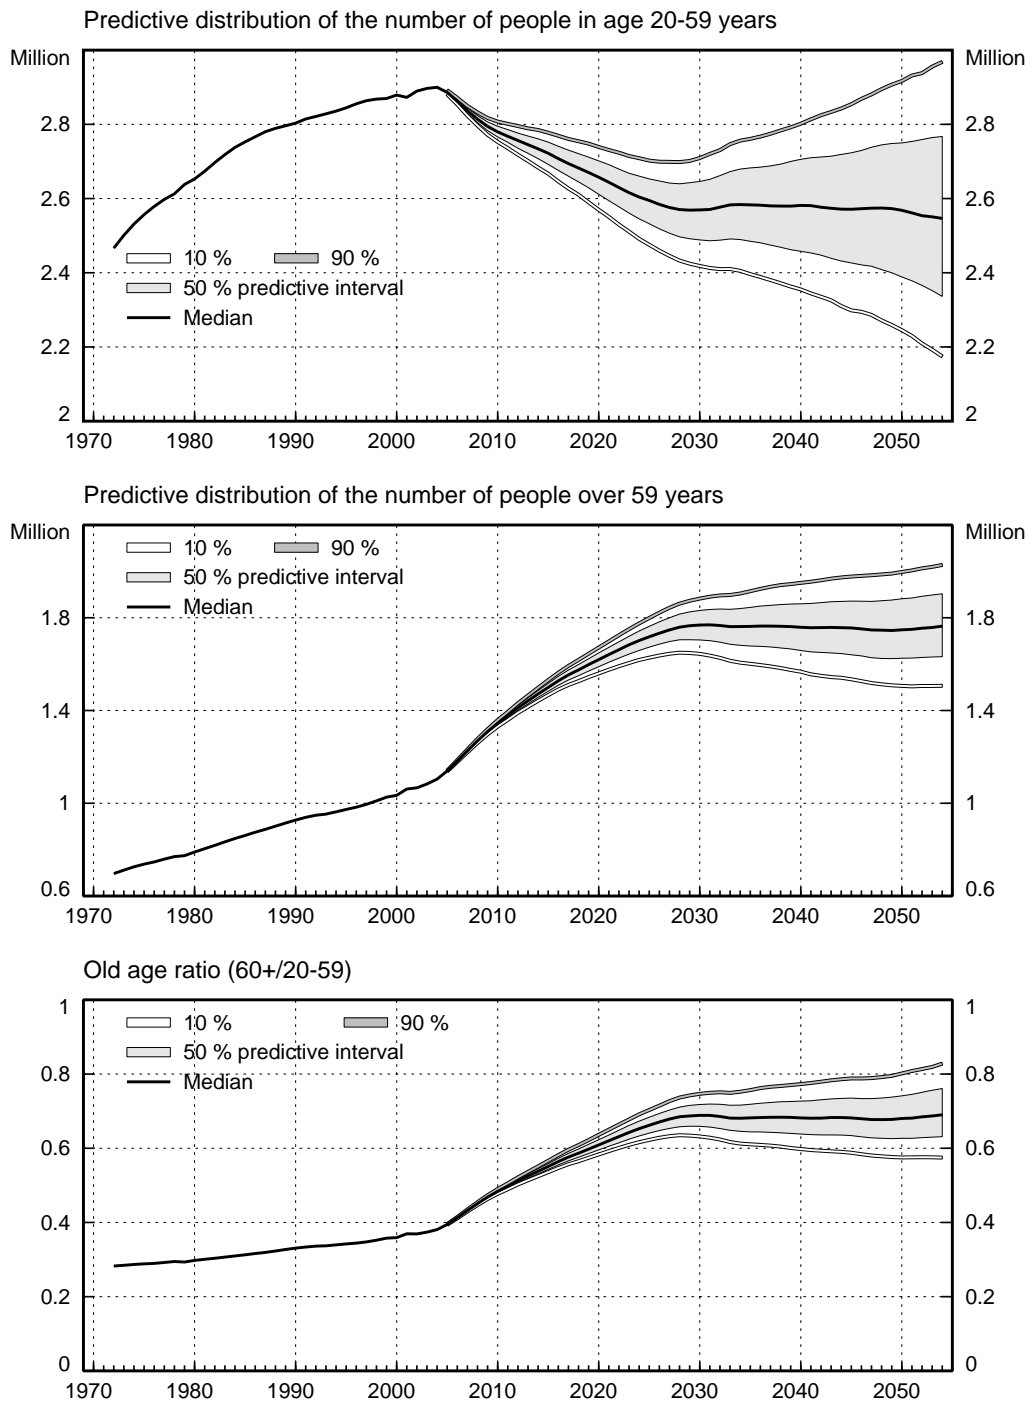 Predictive distribution of the number of people in age 20-59 years
Million Million
2.8 2.8
2.6 2.6
10 % 90 %
2.4 2.4
50 % predictive interval
Median
2.2 2.2
2 2
1970 1980 1990 2000 2010 2020 2030 2040 2050
Predictive distribution of the number of people over 59 years
Million Million
10 % 90 %
50 % predictive interval
Median
1.8 1.8
1.4 1.4
1 1
0.6 0.6
1970 1980 1990 2000 2010 2020 2030 2040 2050
Old age ratio (60+/20-59)
1 1
10 % 90 %
50 % predictive interval
0.8 0.8
Median
0.6 0.6
0.4 0.4
0.2 0.2
0 0
1970 1980 1990 2000 2010 2020 2030 2040 2050